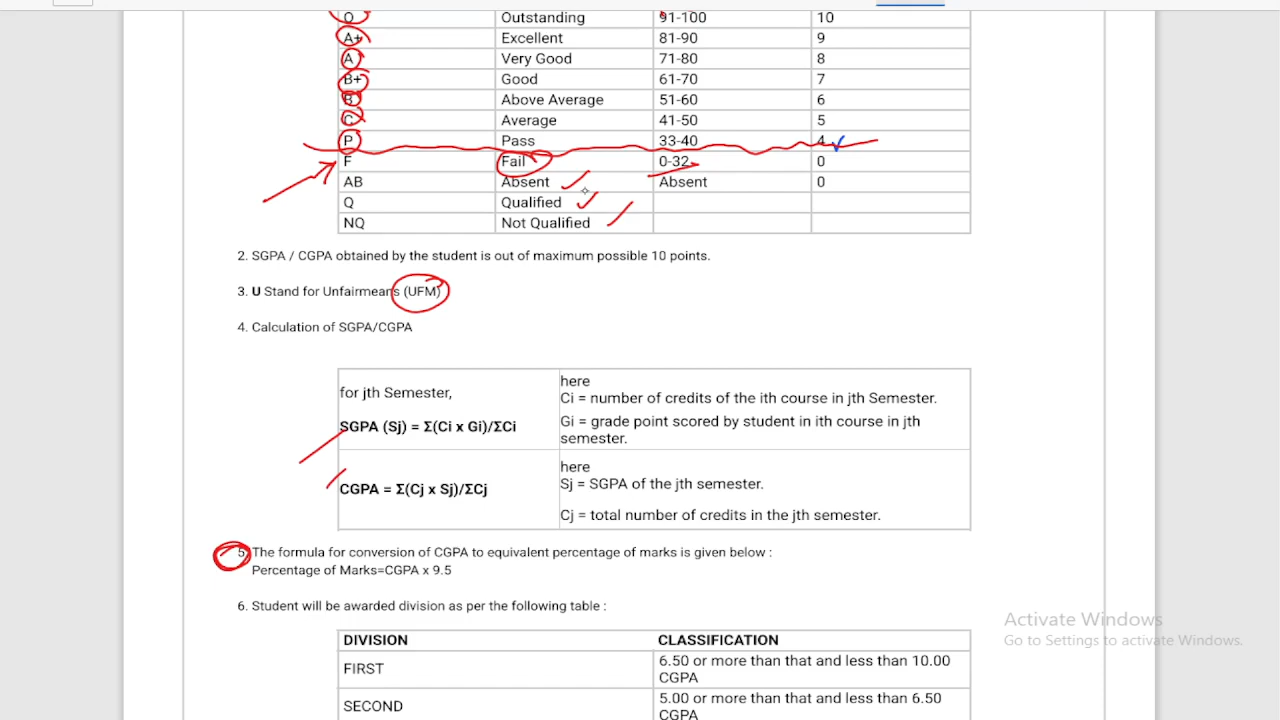 O Outstanding 91-100 10
A+ Excellent 81-90 9
A Very Good 71-80 8
B+ Good 61-70 7
B Above Average 51-60 6
C Average 41-50 5
P Pass 33-40 4
F Fail 0-32 0
AB Absent Absent 0
Q Qualified
NQ Not Qualified
2. SGPA / CGPA obtained by the student is out of maximum possible 10 points.
3. U Stand for Unfairmeans (UFM)
4. Calculation of SGPA/CGPA
for jth Semester,
SGPA (Sj) = Σ(Ci x Gi)/ΣCi
here
Ci = number of credits of the ith course in jth Semester.
Gi = grade point scored by student in ith course in jth
semester.
CGPA = Σ(Cj x Sj)/ΣCj
here
Sj = SGPA of the jth semester.
Cj = total number of credits in the jth semester.
5. The formula for conversion of CGPA to equivalent percentage of marks is given below :
Percentage of Marks=CGPA x 9.5
6. Student will be awarded division as per the following table :
DIVISION CLASSIFICATION
FIRST 6.50 or more than that and less than 10.00
CGPA
SECOND 5.00 or more than that and less than 6.50
CGPA
Activate Windows
Go to Settings to activate Windows.